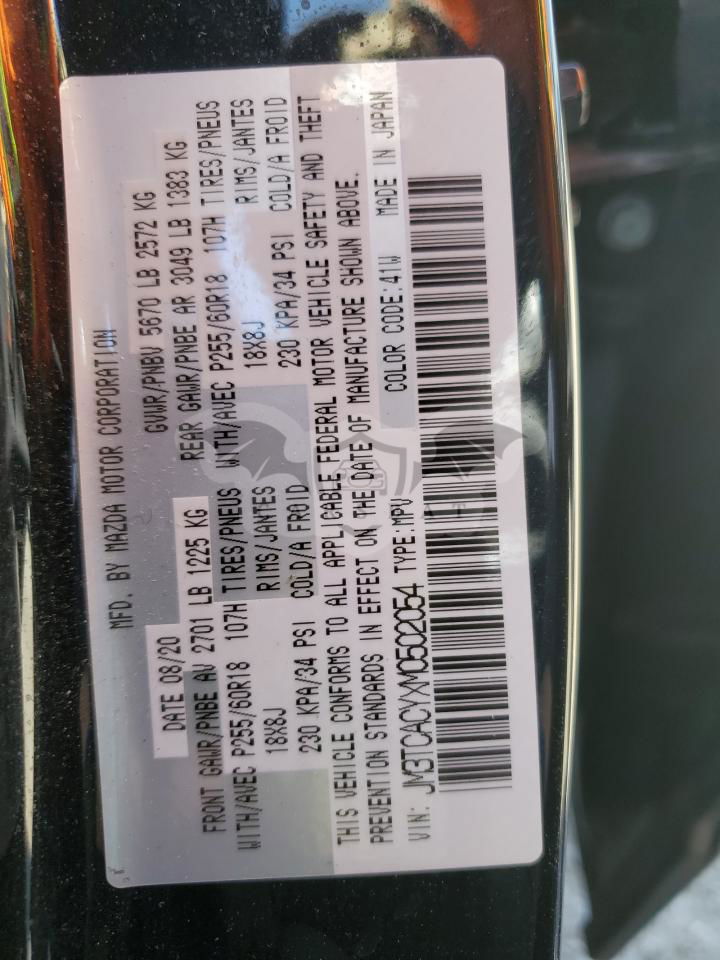 MFD. BY MAZDA MOTOR CORPORATION
DATE 08/20 GVWR/PNBV 5670 LB 2572 KG
FRONT GAWR/PNBE AV 2701 LB 1225 KG REAR GAWR/PNBE AR 3049 LB 1383 KG
WITH/AVEC P255/60R18 107H TIRES/PNEUS WITH/AVEC P255/60R18 107H TIRES/PNEUS
18X8J RIMS/JANTES 18X8J RIMS/JANTES
230 KPA/34 PSI COLD/A FROID 230 KPA/34 PSI COLD/A FROID
THIS VEHICLE CONFORMS TO ALL APPLICABLE FEDERAL MOTOR VEHICLE SAFETY AND THEFT
PREVENTION STANDARDS IN EFFECT ON THE DATE OF MANUFACTURE SHOWN ABOVE.
VIN: JM3TCACYXM0502054 TYPE:MPV COLOR CODE:41W MADE IN JAPAN